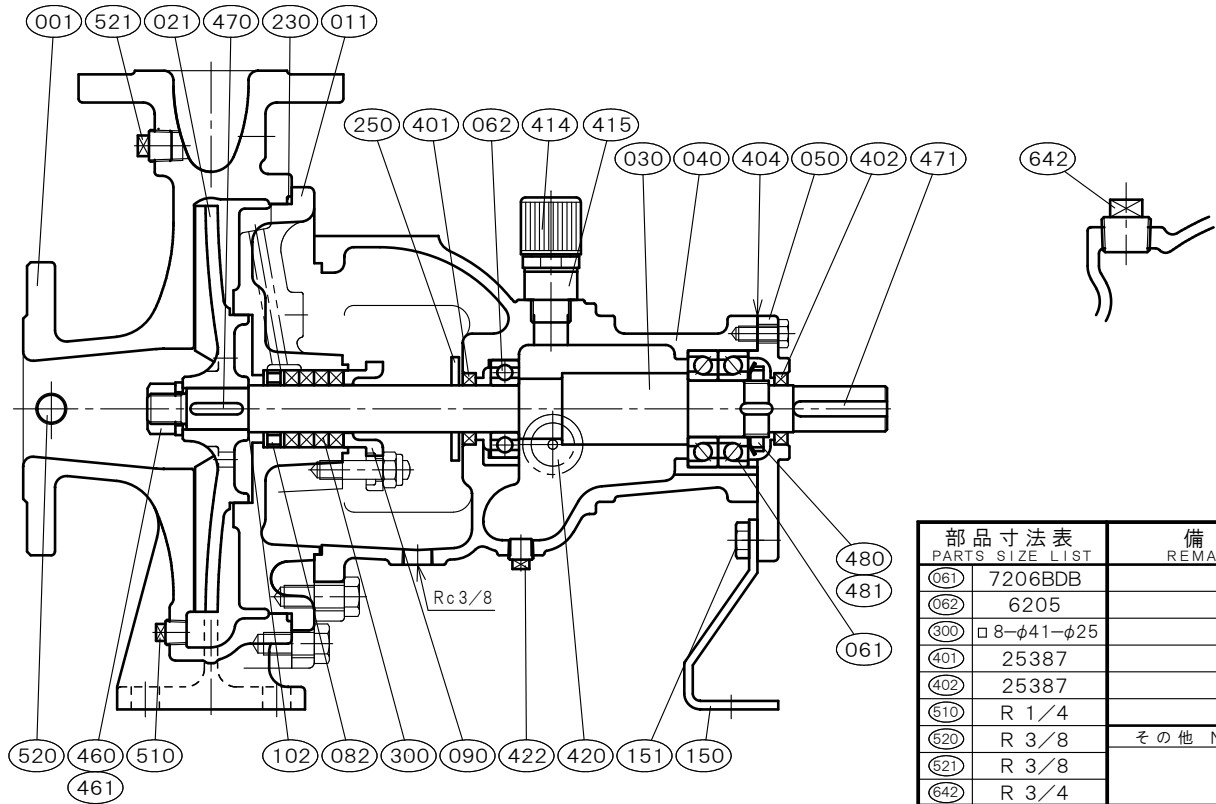 001 521 021 470 230 011
250 401 062 414 415 030 040 404 050 402 471 642
Rc3/8
480
481
061
520 460 510 102 082 300 090 422 420 151 150
461
部品寸法表 備
PARTS SIZE LIST REMA
061 7206BDB
062 6205
300 □8-φ41-φ25
401 25387
402 25387
510 R 1/4
520 R 3/8 その他 N
521 R 3/8
642 R 3/4